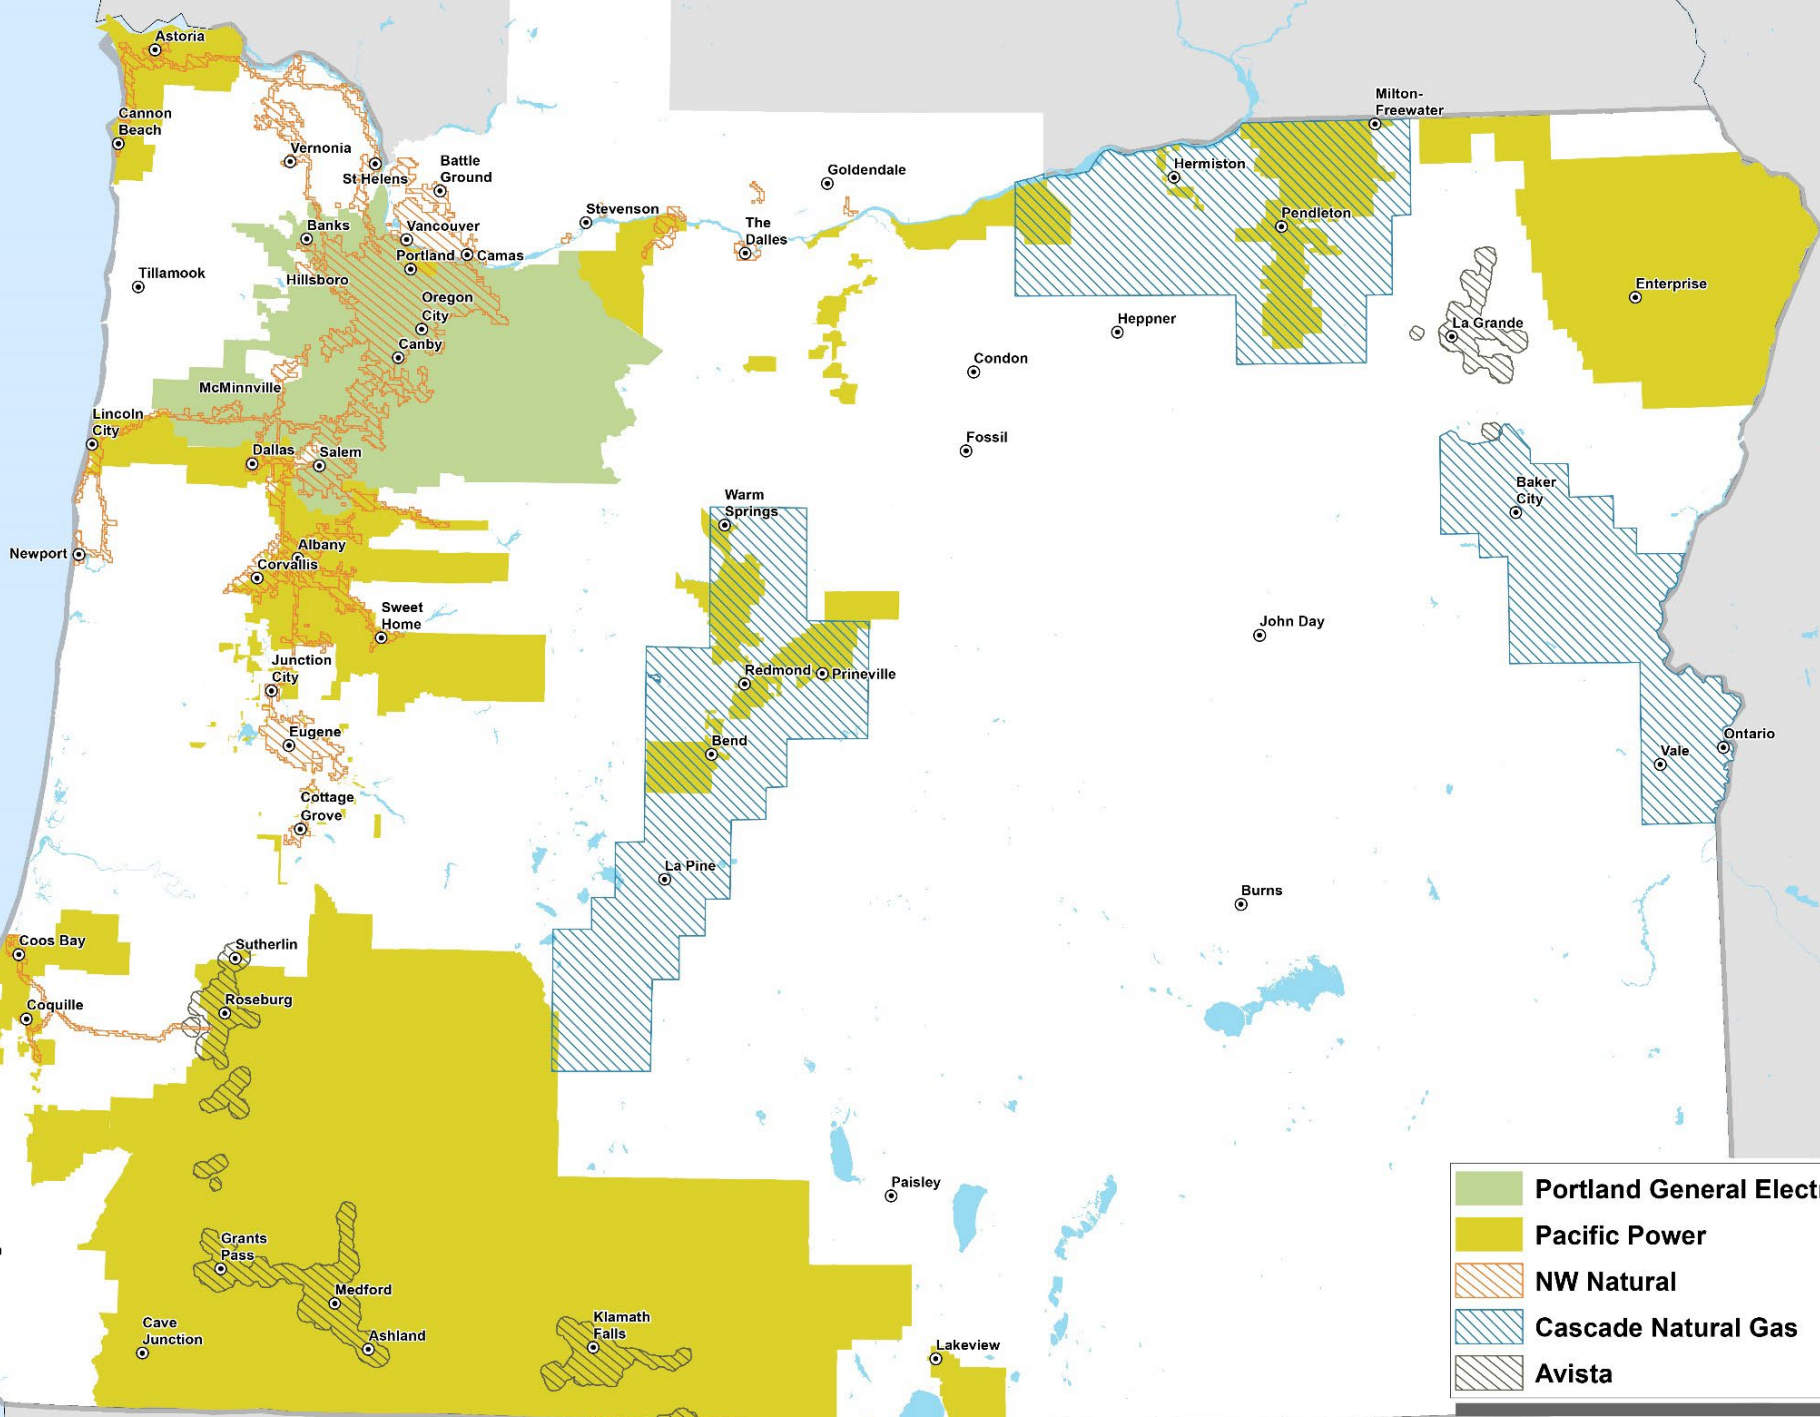 Astoria
Cannon
Beach
Vernonia
St Helens
Battle
Ground
Goldendale
Milton-
Freewater
Hermiston
Stevenson
The
Dalles
Banks
Vancouver
Portland
Camas
Pendleton
Tillamook
Hillsboro
Oregon
City
Enterprise
Canby
Heppner
La Grande
Condon
McMinnville
Lincoln
City
Dallas
Salem
Fossil
Warm
Springs
Baker
City
Newport
Albany
Corvallis
Sweet
Home
John Day
Junction
City
Redmond
Prineville
Eugene
Bend
Ontario
Vale
Cottage
Grove
La Pine
Burns
Coos Bay
Sutherlin
Coquille
Roseburg
Paisley
Grants
Pass
Medford
Cave
Junction
Ashland
Klamath
Falls
Lakeview
Portland General Elect
Pacific Power
NW Natural
Cascade Natural Gas
Avista